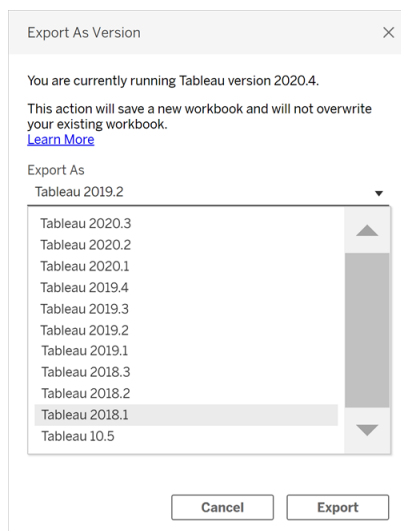 Export As Version
You are currently running Tableau version 2020.4.
This action will save a new workbook and will not overwrite
your existing workbook.
Learn More
Export As
Tableau 2019.2
Tableau 2020.3
Tableau 2020.2
Tableau 2020.1
Tableau 2019.4
Tableau 2019.3
Tableau 2019.2
Tableau 2019.1
Tableau 2018.3
Tableau 2018.2
Tableau 2018.1
Tableau 10.5
Cancel Export